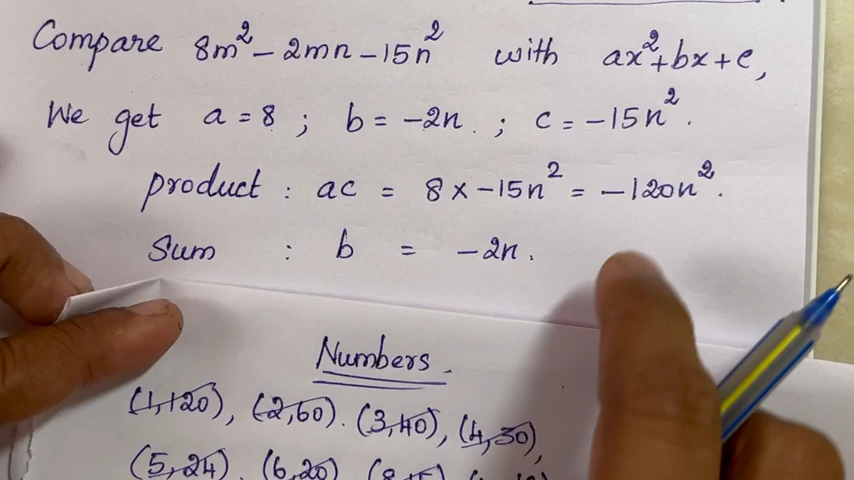 Compare 8m² - 2mn - 15n² with ax² + bx + c,
We get a = 8 ; b = -2n ; c = -15n².
product : ac = 8 × -15n² = -120n².
Sum : b = -2n.
Numbers.
(1,120), (2,60). (3,40), (4,30),
(5,24), (6,20)